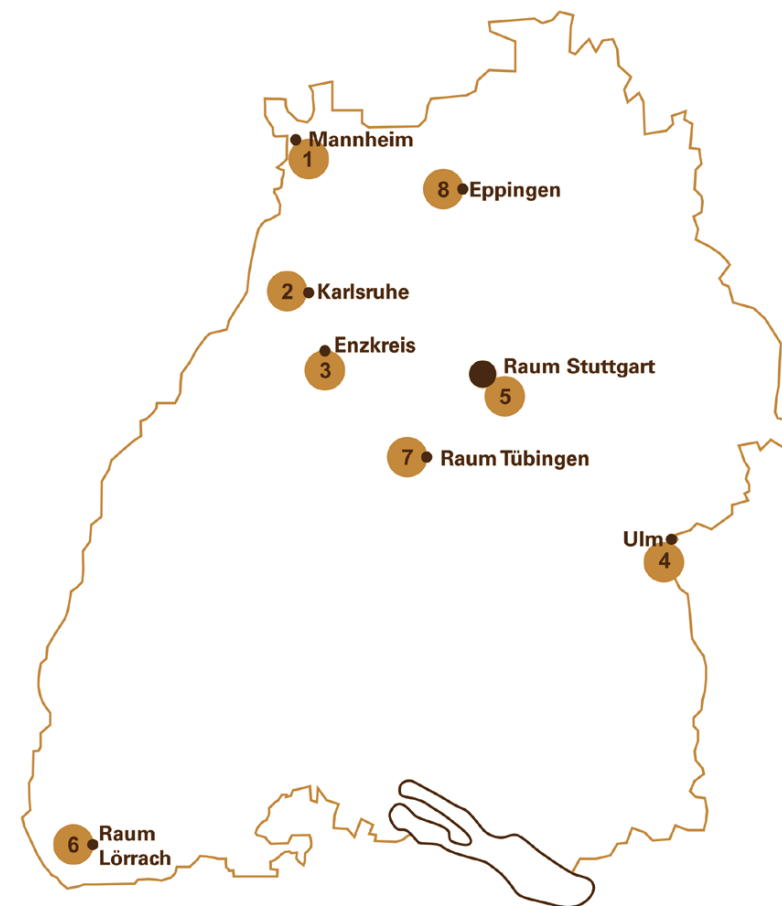 Mannheim
1
8
Eppingen
2
Karlsruhe
Enzkreis
3
Raum Stuttgart
5
7
Raum Tübingen
Ulm
4
6
Raum
Lörrach